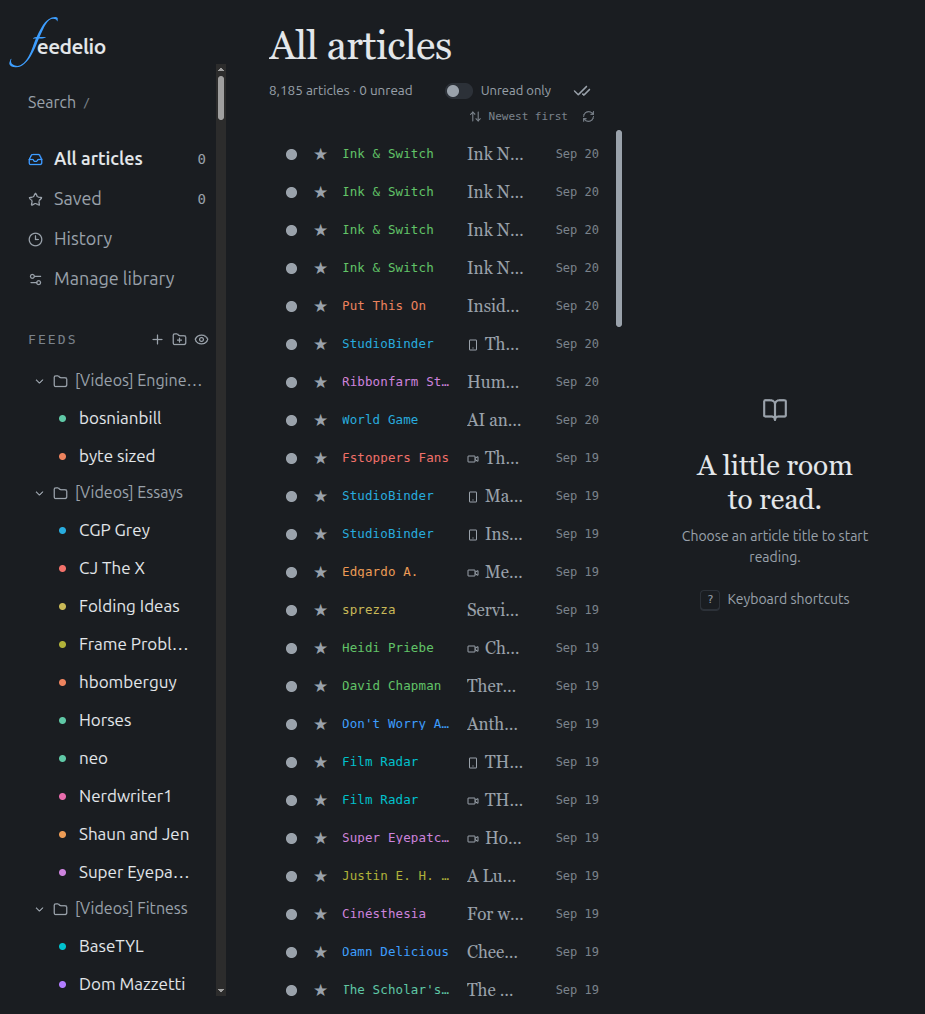 feedelio
Search /
All articles 0
Saved 0
History
Manage library
FEEDS
[Videos] Engine…
bosnianbill
byte sized
[Videos] Essays
CGP Grey
CJ The X
Folding Ideas
Frame Probl…
hbomberguy
Horses
neo
Nerdwriter1
Shaun and Jen
Super Eyepa…
[Videos] Fitness
BaseTYL
Dom Mazzetti
All articles
8,185 articles · 0 unread Unread only
Newest first
Ink & Switch Ink N… Sep 20
Ink & Switch Ink N… Sep 20
Ink & Switch Ink N… Sep 20
Ink & Switch Ink N… Sep 20
Put This On Insid… Sep 20
StudioBinder Th… Sep 20
Ribbonfarm St… Hum… Sep 20
World Game AI an… Sep 20
Fstoppers Fans Th… Sep 19
StudioBinder Ma… Sep 19
StudioBinder Ins… Sep 19
Edgardo A. Me… Sep 19
sprezza Servi… Sep 19
Heidi Priebe Ch… Sep 19
David Chapman Ther… Sep 19
Don't Worry A… Anth… Sep 19
Film Radar TH… Sep 19
Film Radar TH… Sep 19
Super Eyepatc… Ho… Sep 19
Justin E. H. … A Lu… Sep 19
Cinésthesia For w… Sep 19
Damn Delicious Chee… Sep 19
The Scholar's… The … Sep 19
A little room
to read.
Choose an article title to start
reading.
? Keyboard shortcuts